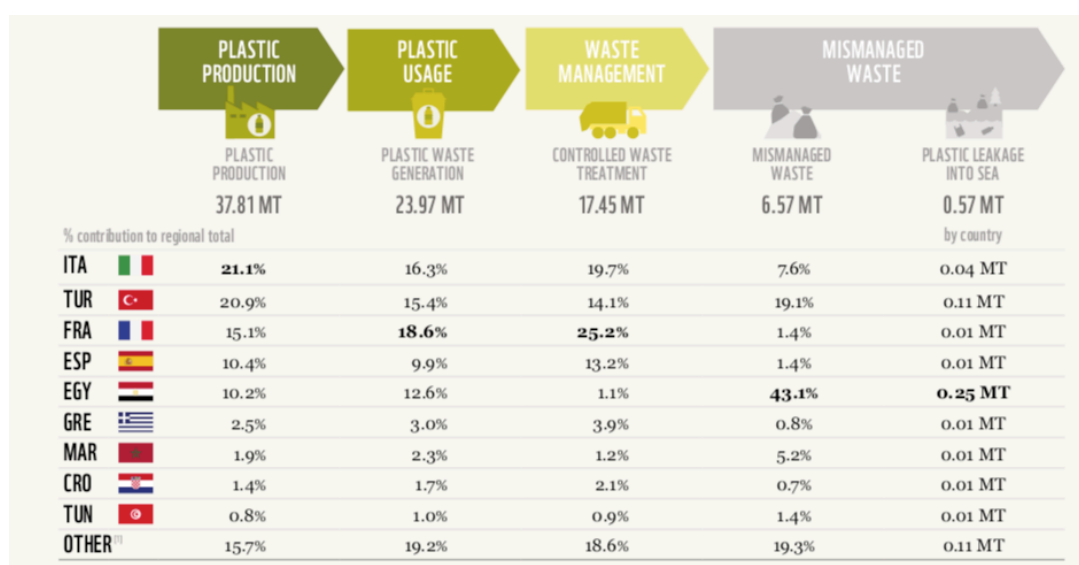 PLASTIC PRODUCTION
PLASTIC USAGE
WASTE MANAGEMENT
MISMANAGED WASTE
PLASTIC PRODUCTION
PLASTIC WASTE GENERATION
CONTROLLED WASTE TREATMENT
MISMANAGED WASTE
PLASTIC LEAKAGE INTO SEA
37.81 MT 23.97 MT 17.45 MT 6.57 MT 0.57 MT
% contribution to regional total by country
ITA 21.1% 16.3% 19.7% 7.6% 0.04 MT
TUR 20.9% 15.4% 14.1% 19.1% 0.11 MT
FRA 15.1% 18.6% 25.2% 1.4% 0.01 MT
ESP 10.4% 9.9% 13.2% 1.4% 0.01 MT
EGY 10.2% 12.6% 1.1% 43.1% 0.25 MT
GRE 2.5% 3.0% 3.9% 0.8% 0.01 MT
MAR 1.9% 2.3% 1.2% 5.2% 0.01 MT
CRO 1.4% 1.7% 2.1% 0.7% 0.01 MT
TUN 0.8% 1.0% 0.9% 1.4% 0.01 MT
OTHER [1] 15.7% 19.2% 18.6% 19.3% 0.11 MT